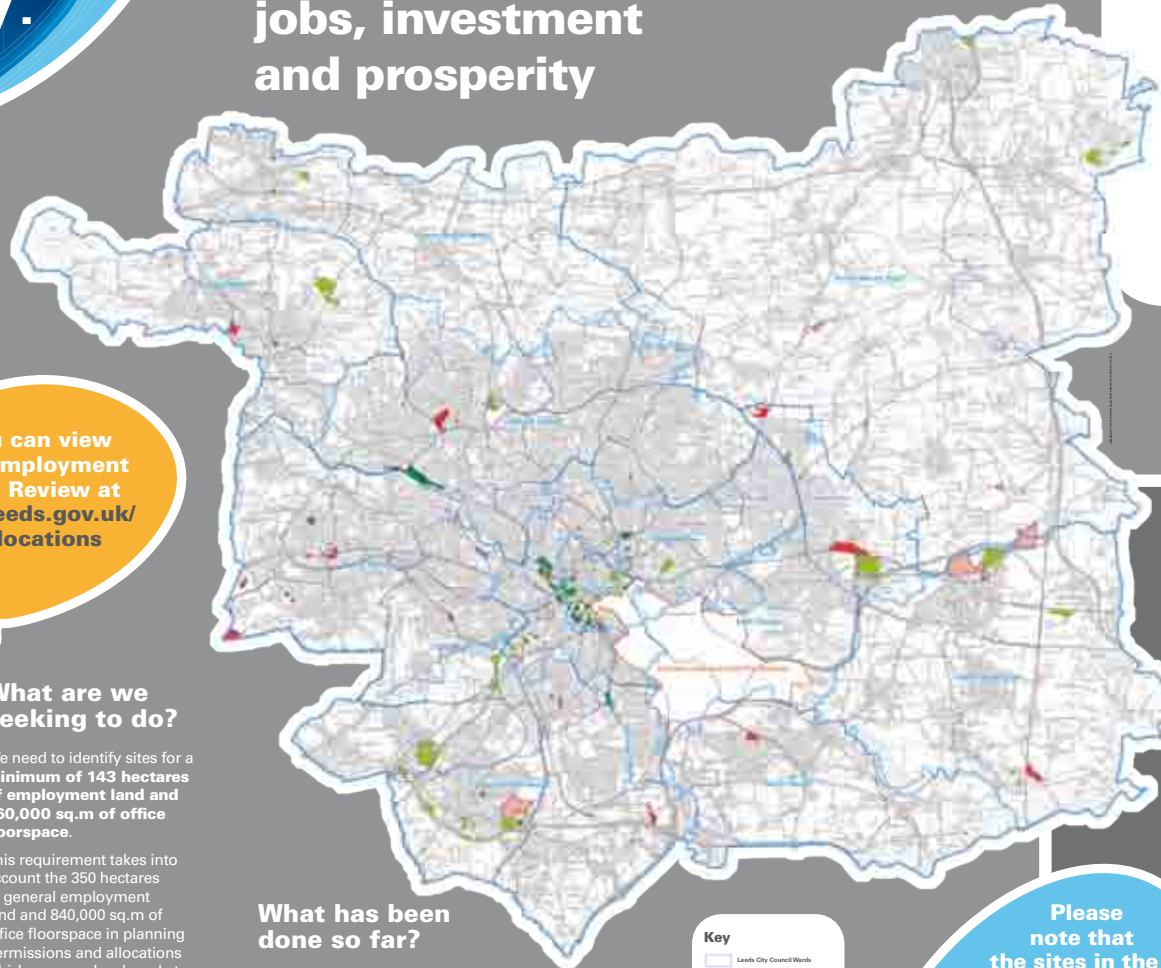 jobs, investment
and prosperity
can view
mployment
Review at
eeds.gov.uk/
locations
What are we
eeking to do?
e need to identify sites for a
inimum of 143 hectares
f employment land and
60,000 sq.m of office
oorspace.
his requirement takes into
ccount the 350 hectares
general employment
nd and 840,000 sq.m of
ffice floorspace in planning
ermissions and allocations
What has been
done so far?
Key
Leeds City Council Wards
Please
note that
the sites in the